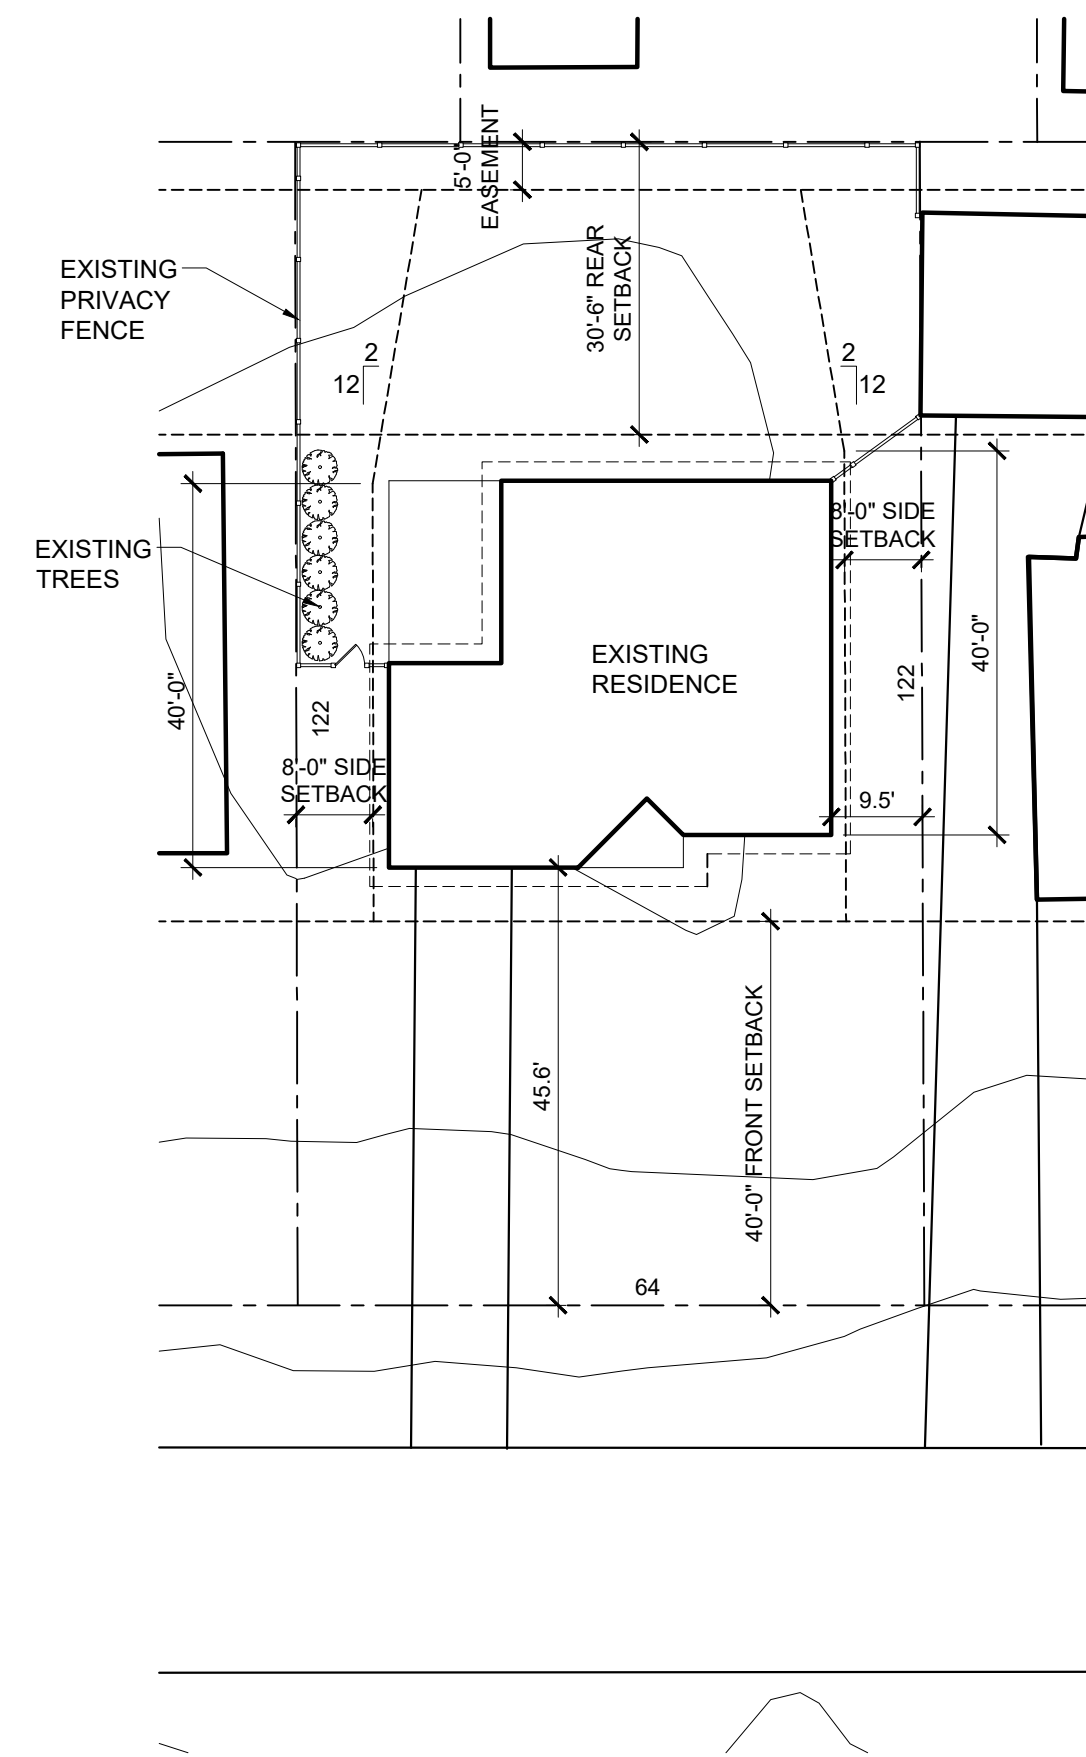 5'-0"
EASEMENT
30'-6" REAR
SETBACK
EXISTING
PRIVACY
FENCE
2
12
2
12
8'-0" SIDE
SETBACK
EXISTING
TREES
40'-0"
EXISTING
RESIDENCE
40'-0"
122
122
8'-0" SIDE
SETBACK
9.5'
45.6'
40'-0" FRONT SETBACK
64